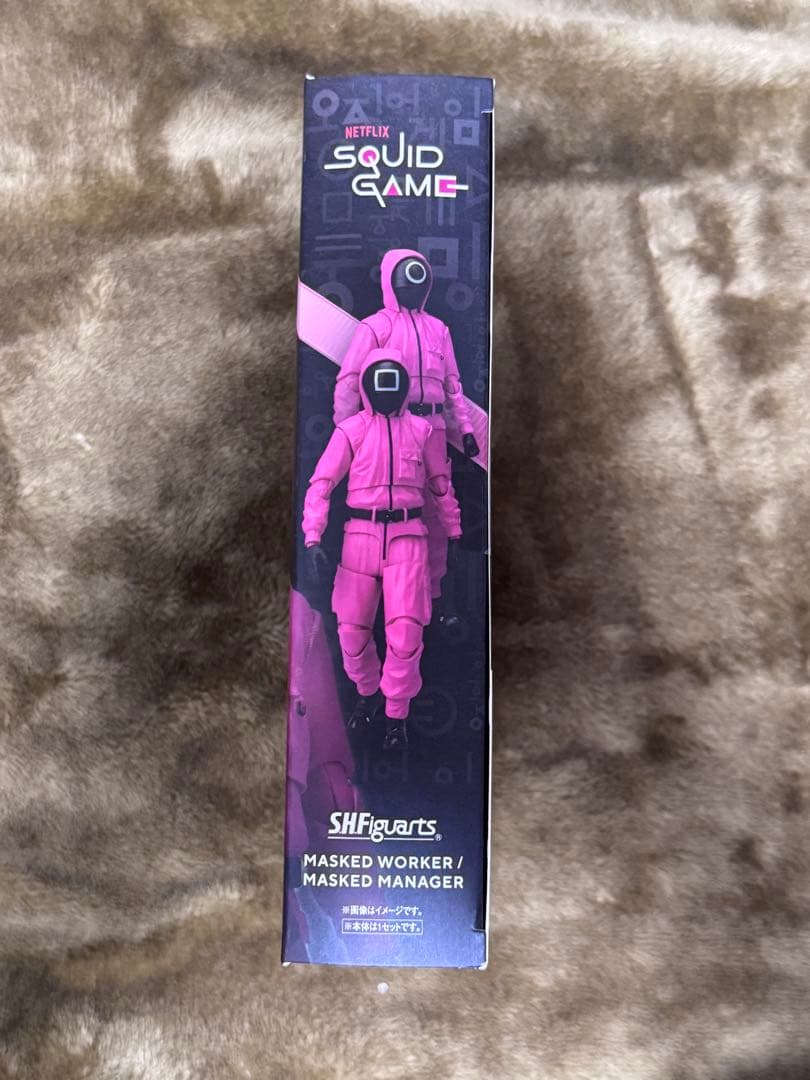 NETFLIX
SQUID
GAME
S.H.Figuarts®
MASKED WORKER /
MASKED MANAGER
※画像はイメージです。
※本体は1セットです。